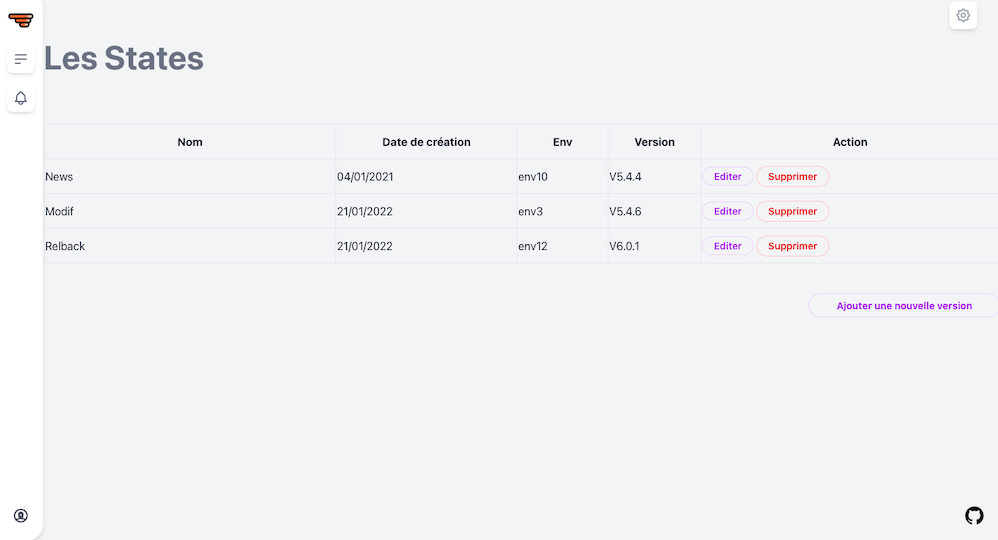 Les States
Nom Date de création Env Version Action
News 04/01/2021 env10 V5.4.4 Editer Supprimer
Modif 21/01/2022 env3 V5.4.6 Editer Supprimer
Relback 21/01/2022 env12 V6.0.1 Editer Supprimer
Ajouter une nouvelle version